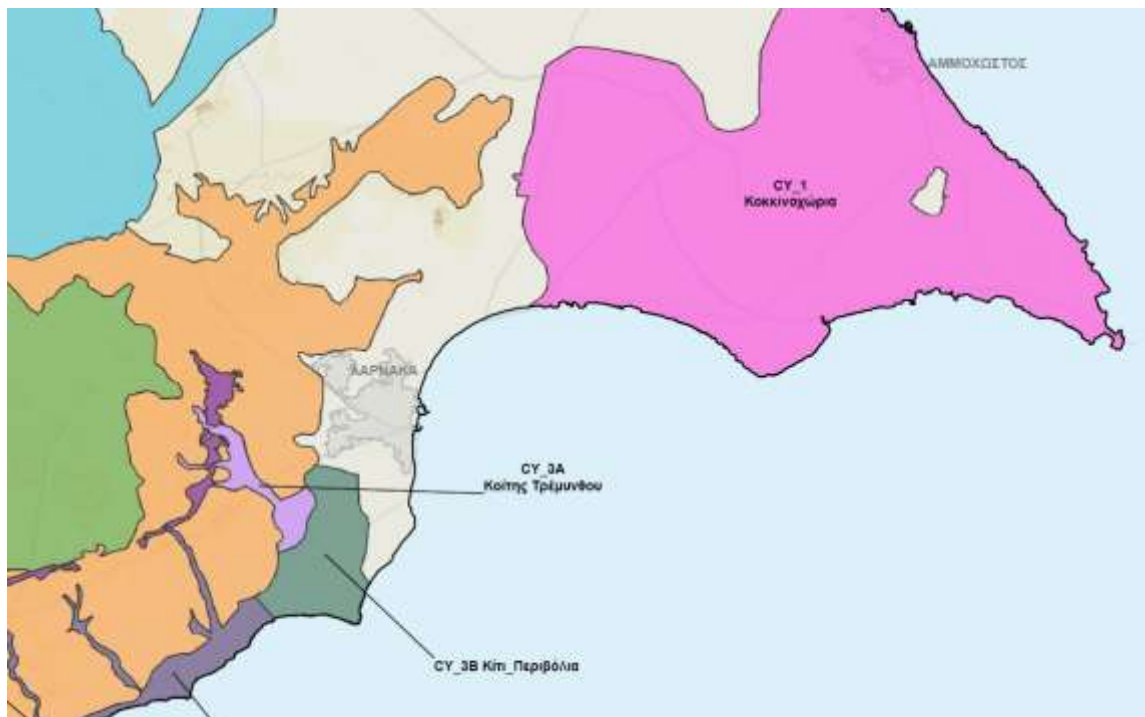 ΑΜΜΟΧΩΣΤΟΣ
CY_1
Κοκκινοχώρια
ΛΑΡΝΑΚΑ
CY_3A
Κοίτης Τρέμυνθου
CY_3B Κίτι_Περιβόλια